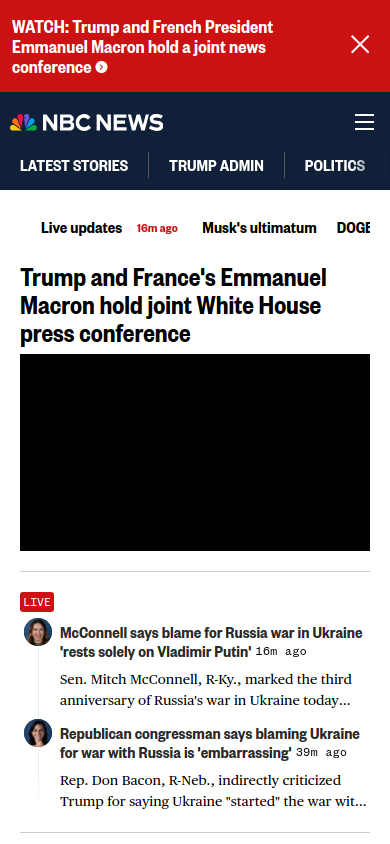 WATCH: Trump and French President
Emmanuel Macron hold a joint news
conference
NBC NEWS
LATEST STORIES
TRUMP ADMIN
POLITICS
Live updates 16m ago
Musk's ultimatum
DOGE
Trump and France's Emmanuel
Macron hold joint White House
press conference
LIVE
McConnell says blame for Russia war in Ukraine
'rests solely on Vladimir Putin' 16m ago
Sen. Mitch McConnell, R-Ky., marked the third
anniversary of Russia's war in Ukraine today...
Republican congressman says blaming Ukraine
for war with Russia is 'embarrassing' 39m ago
Rep. Don Bacon, R-Neb., indirectly criticized
Trump for saying Ukraine "started" the war wit...